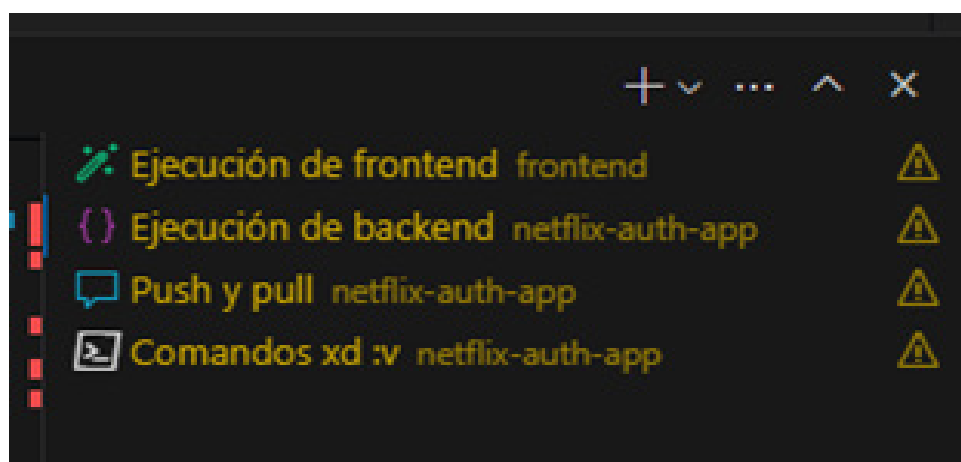 Ejecución de frontend frontend
Ejecución de backend netflix-auth-app
Push y pull netflix-auth-app
Comandos xd :v netflix-auth-app